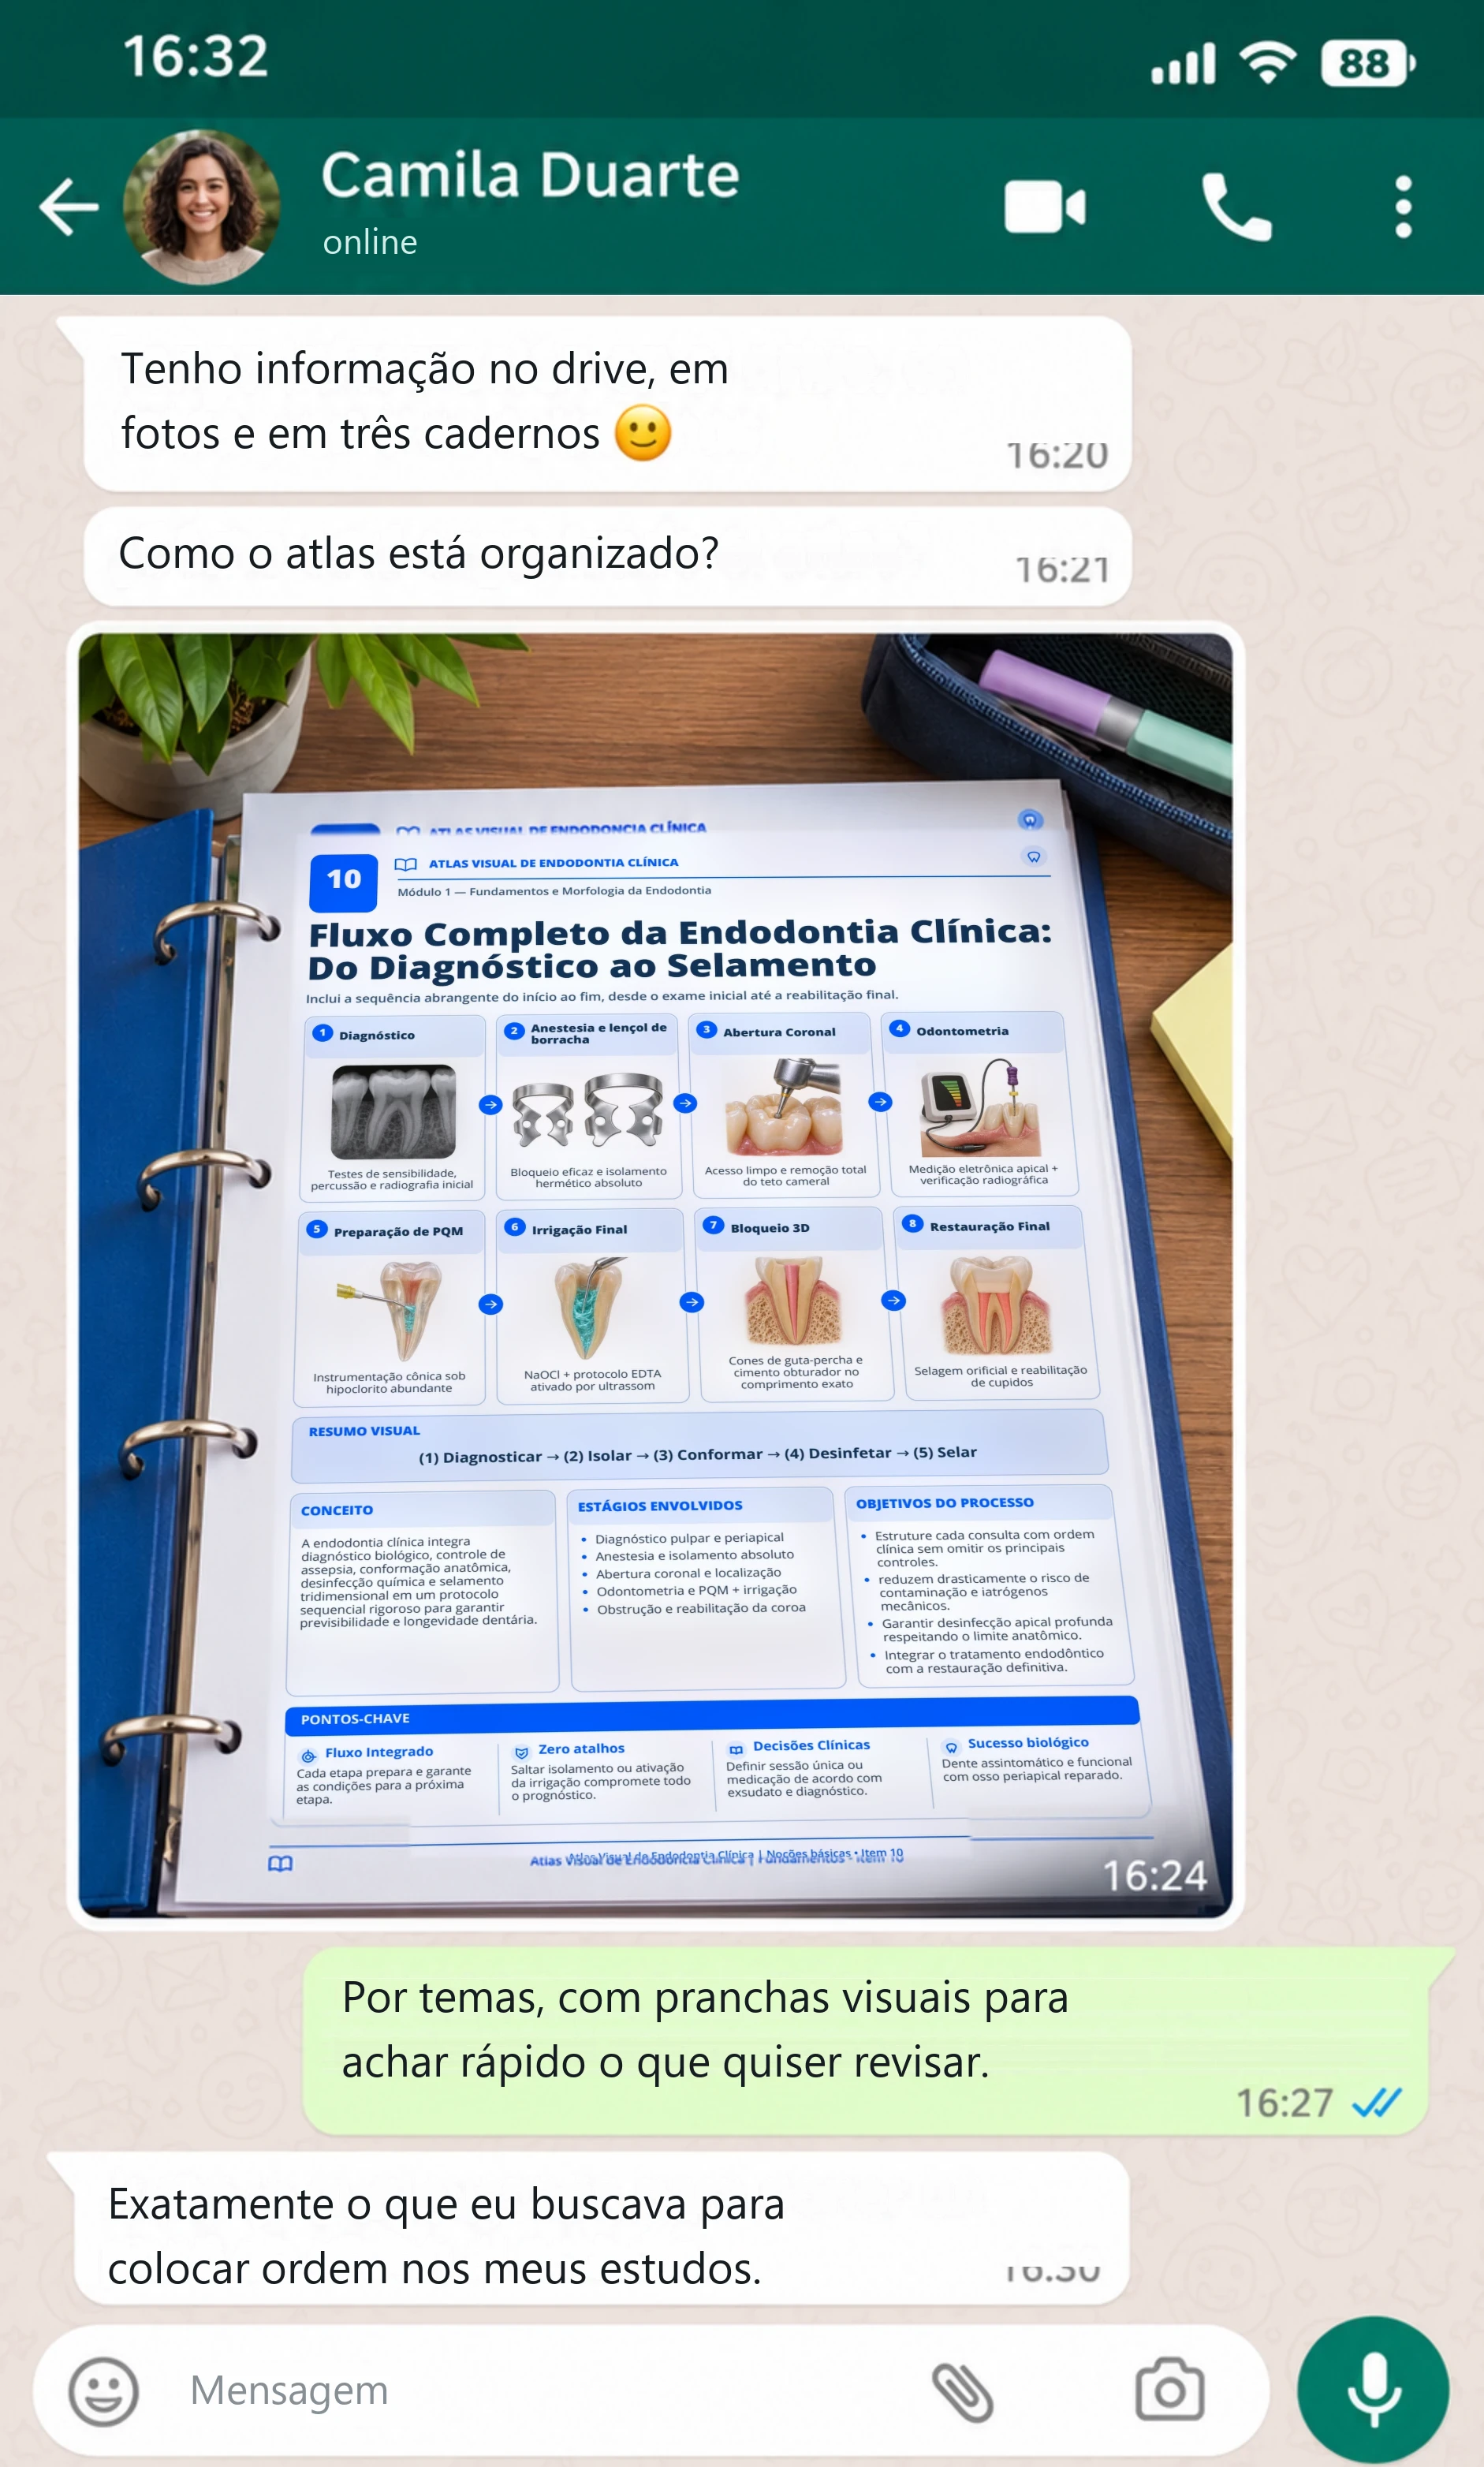 16:32
88
Camila Duarte
online
Tenho informação no drive, em
fotos e em três cadernos 🙂
16:20
Como o atlas está organizado?
16:21
ATLAS VISUAL DE ENDODONCIA CLÍNICA
10
ATLAS VISUAL DE ENDODONTIA CLÍNICA
Módulo 1 — Fundamentos e Morfologia da Endodontia
Fluxo Completo da Endodontia Clínica:
Do Diagnóstico ao Selamento
Inclui a sequência abrangente do início ao fim, desde o exame inicial até a reabilitação final.
1 Diagnóstico
Testes de sensibilidade,
percussão e radiografia inicial
2 Anestesia e lençol de
borracha
Bloqueio eficaz e isolamento
hermético absoluto
3 Abertura Coronal
Acesso limpo e remoção total
do teto cameral
4 Odontometria
Medição eletrônica apical +
verificação radiográfica
5 Preparação de PQM
Instrumentação cônica sob
hipoclorito abundante
6 Irrigação Final
NaOCl + protocolo EDTA
ativado por ultrassom
7 Bloqueio 3D
Cones de guta-percha e
cimento obturador no
comprimento exato
8 Restauração Final
Selagem orificial e reabilitação
de cupidos
RESUMO VISUAL
(1) Diagnosticar → (2) Isolar → (3) Conformar → (4) Desinfetar → (5) Selar
CONCEITO
A endodontia clínica integra
diagnóstico biológico, controle de
assepsia, conformação anatômica,
desinfecção química e selamento
tridimensional em um protocolo
sequencial rigoroso para garantir
previsibilidade e longevidade dentária.
ESTÁGIOS ENVOLVIDOS
• Diagnóstico pulpar e periapical
• Anestesia e isolamento absoluto
• Abertura coronal e localização
• Odontometria e PQM + irrigação
• Obstrução e reabilitação da coroa
OBJETIVOS DO PROCESSO
• Estruture cada consulta com ordem
clínica sem omitir os principais
controles.
• reduzem drasticamente o risco de
contaminação e iatrógenos
mecânicos.
• Garantir desinfecção apical profunda
respeitando o limite anatômico.
• Integrar o tratamento endodôntico
com a restauração definitiva.
PONTOS-CHAVE
Fluxo Integrado
Cada etapa prepara e garante
as condições para a próxima
etapa.
Zero atalhos
Saltar isolamento ou ativação
da irrigação compromete todo
o prognóstico.
Decisões Clínicas
Definir sessão única ou
medicação de acordo com
exsudato e diagnóstico.
Sucesso biológico
Dente assintomático e funcional
com osso periapical reparado.
Atlas Visual de Endodontia Clínica | Noções básicas • Item 10
16:24
Por temas, com pranchas visuais para
achar rápido o que quiser revisar.
16:27
Exatamente o que eu buscava para
colocar ordem nos meus estudos.
16:30
Mensagem